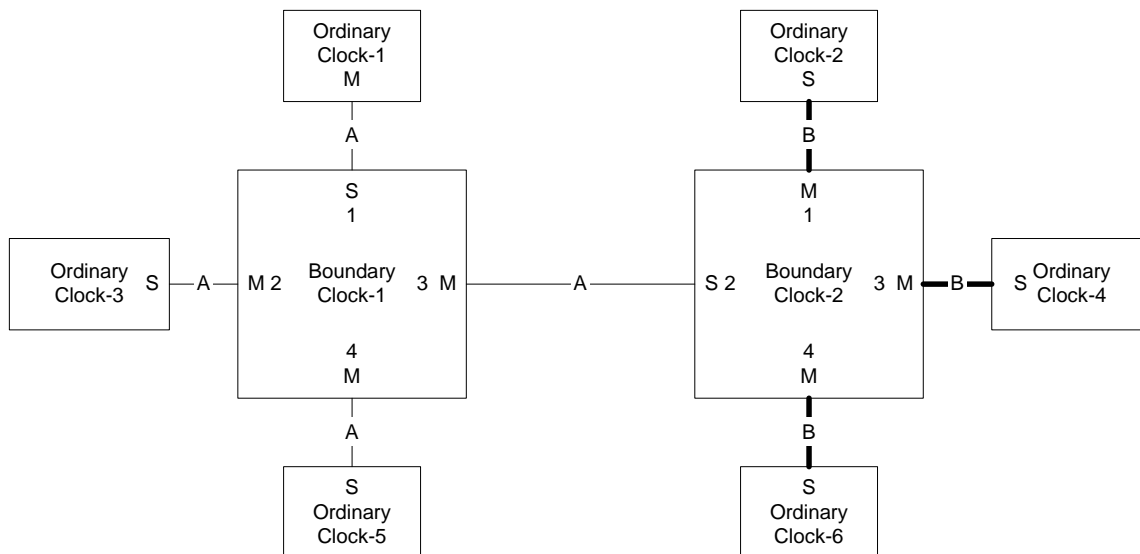 Ordinary
Clock-1
M
Ordinary
Clock-2
S
A
B
S
1
M
1
Ordinary
Clock-3
S
A
M 2
Boundary
Clock-1
3 M
A
S 2
Boundary
Clock-2
3 M
B
S
Ordinary
Clock-4
4
M
4
M
A
B
S
Ordinary
Clock-5
S
Ordinary
Clock-6